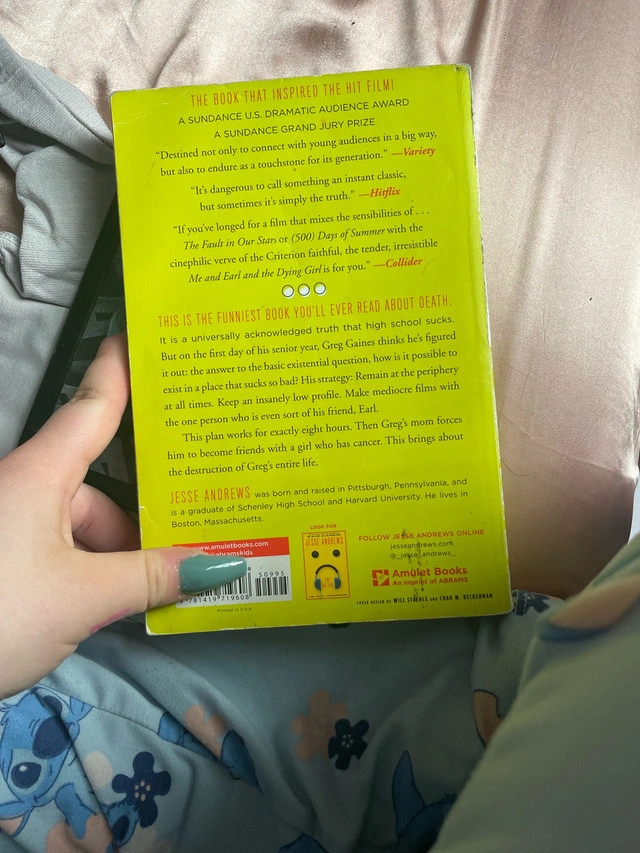 THE BOOK THAT INSPIRED THE HIT FILM!
A SUNDANCE U.S. DRAMATIC AUDIENCE AWARD
A SUNDANCE GRAND JURY PRIZE
“Destined not only to connect with young audiences in a big way,
but also to endure as a touchstone for its generation.” —Variety
“It's dangerous to call something an instant classic,
but sometimes it's simply the truth.” —Hitflix
“If you've longed for a film that mixes the sensibilities of . . .
The Fault in Our Stars or (500) Days of Summer with the
cinephilic verve of the Criterion faithful, the tender, irresistible
Me and Earl and the Dying Girl is for you.” —Collider
THIS IS THE FUNNIEST BOOK YOU'LL EVER READ ABOUT DEATH.
It is a universally acknowledged truth that high school sucks.
But on the first day of his senior year, Greg Gaines thinks he's figured
it out: the answer to the basic existential question, how is it possible to
exist in a place that sucks so bad? His strategy: Remain at the periphery
at all times. Keep an insanely low profile. Make mediocre films with
the one person who is even sort of his friend, Earl.
This plan works for exactly eight hours. Then Greg's mom forces
him to become friends with a girl who has cancer. This brings about
the destruction of Greg's entire life.
JESSE ANDREWS was born and raised in Pittsburgh, Pennsylvania, and
is a graduate of Schenley High School and Harvard University. He lives in
Boston, Massachusetts.
www.amuletbooks.com
abramskids
50995
9781419719608
Printed in U.S.A.
LOOK FOR
JESSE ANDREWS
FOLLOW JESSE ANDREWS ONLINE
jesseandrews.com
@_jesse_andrews_
Amulet Books
An imprint of ABRAMS
COVER DESIGN BY WILL STAEHLE AND CHAD W. BECKERMAN